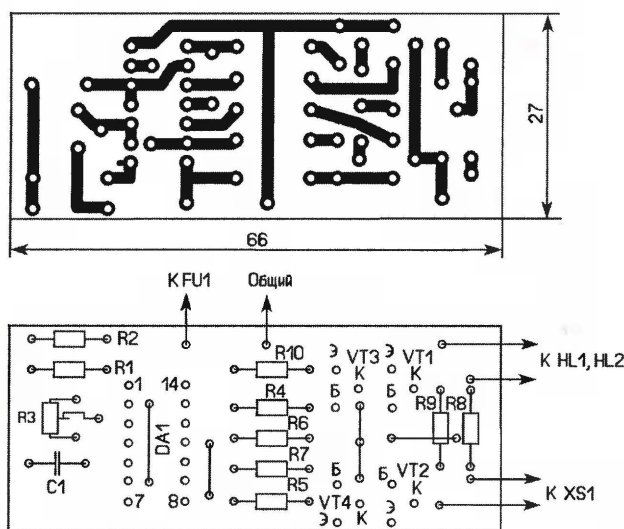 27
66
К FU1 Общий
R2
R1
R3
C1
1 14
DA1
7 8
R10
R4
R6
R7
R5
Э VT3 Э VT1
К К
Б Б
R9 R8
Б Б VT2
VT4 К К
Э Э
К HL1, HL2
К XS1